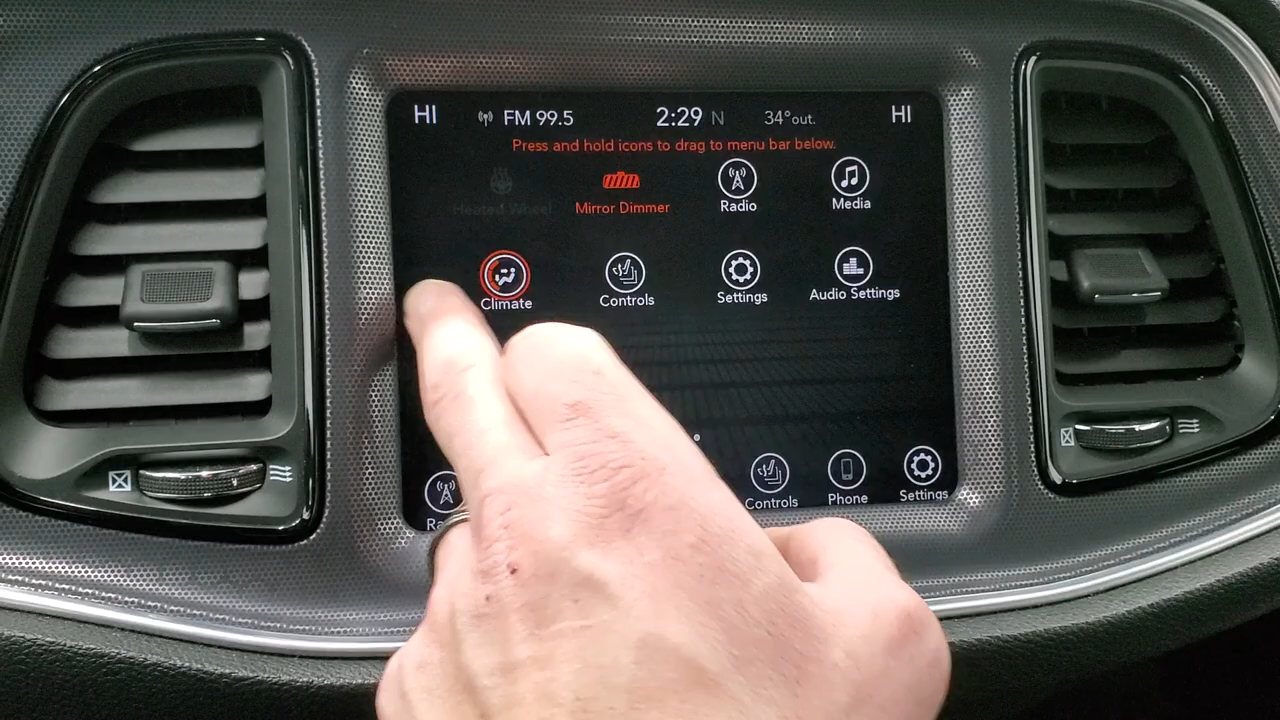 HI FM 99.5 2:29 N 34°out. HI
Press and hold icons to drag to menu bar below.
Heated Wheel Mirror Dimmer Radio Media
Climate Controls Settings Audio Settings
Controls Phone Settings